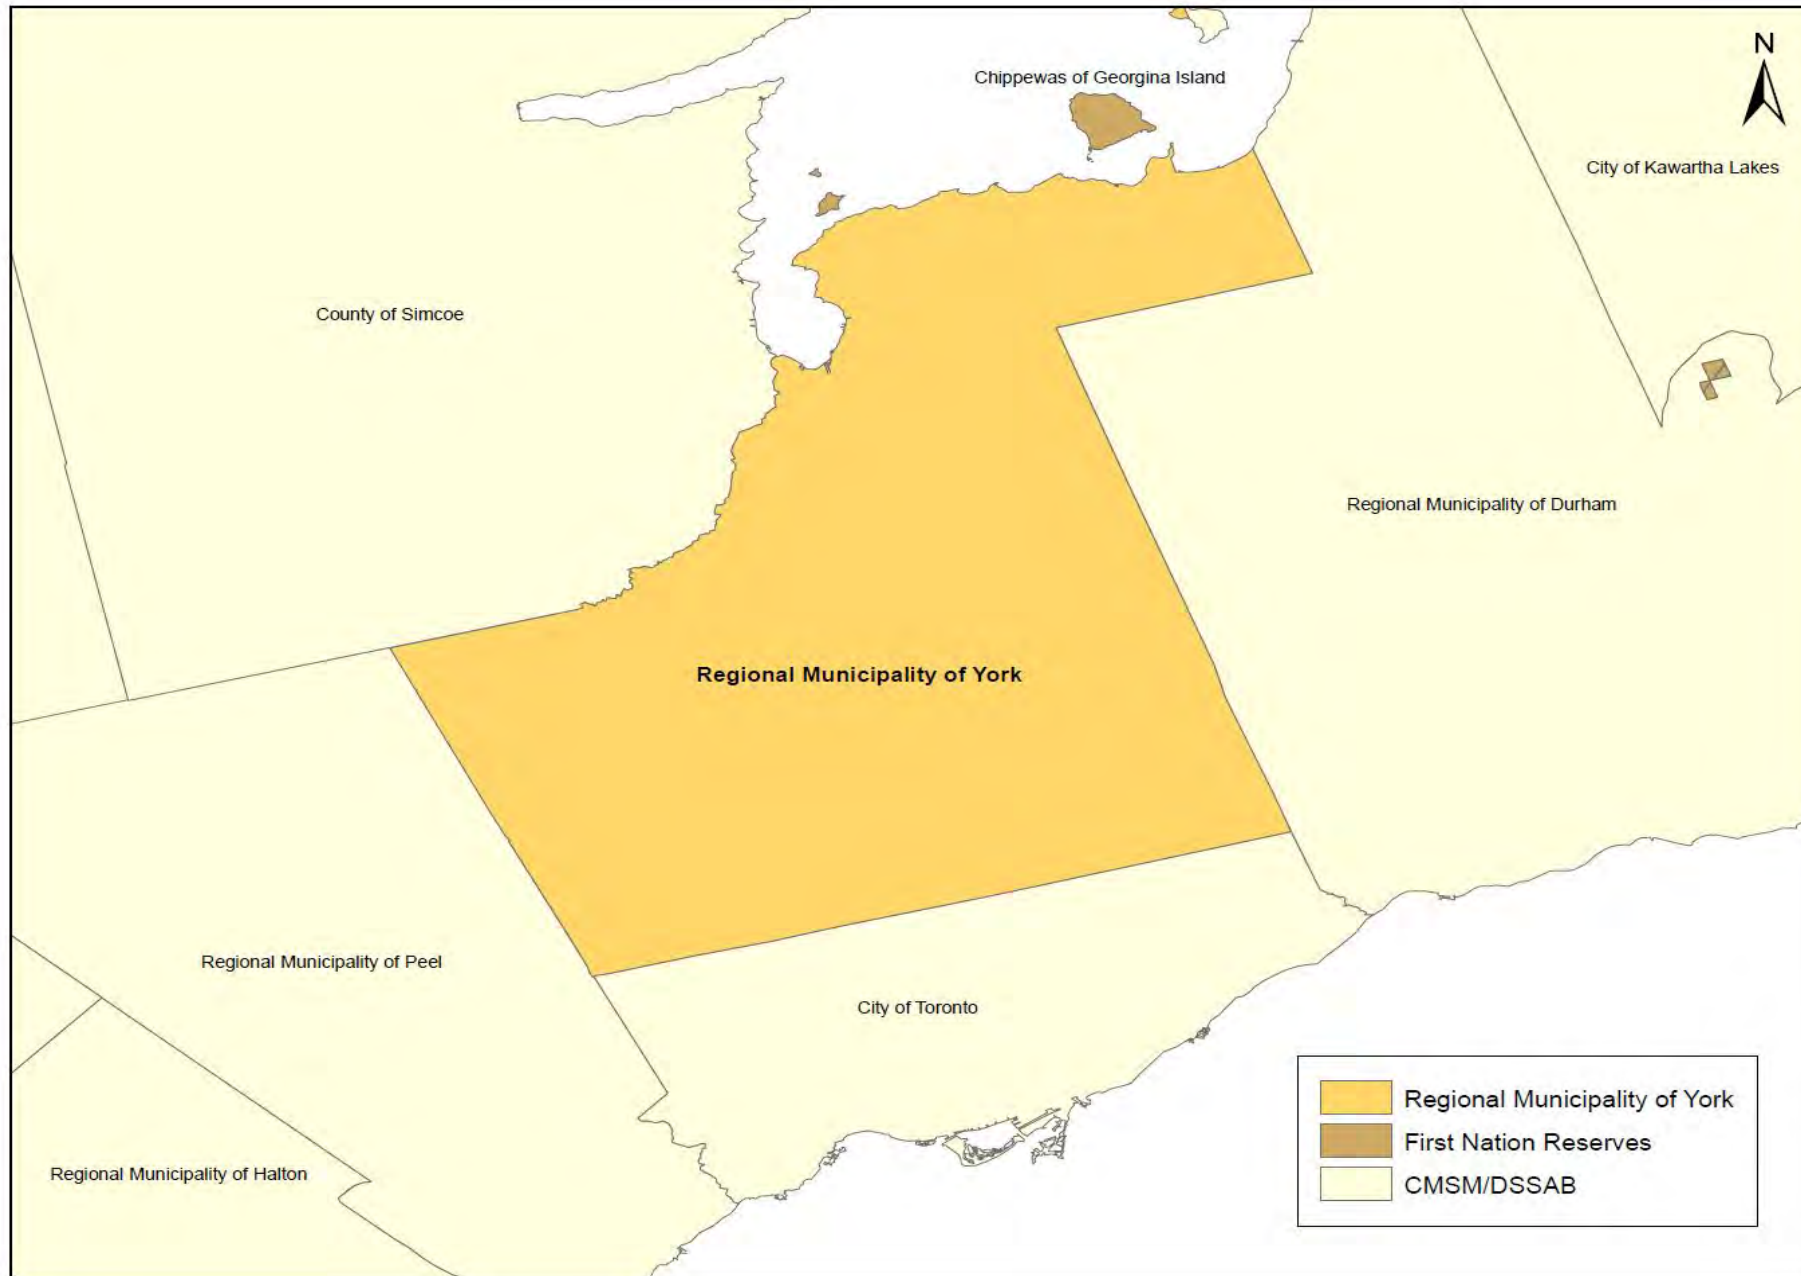 N
Chippewas of Georgina Island
City of Kawartha Lakes
County of Simcoe
Regional Municipality of Durham
Regional Municipality of York
Regional Municipality of Peel
City of Toronto
Regional Municipality of Halton
Regional Municipality of York
First Nation Reserves
CMSM/DSSAB